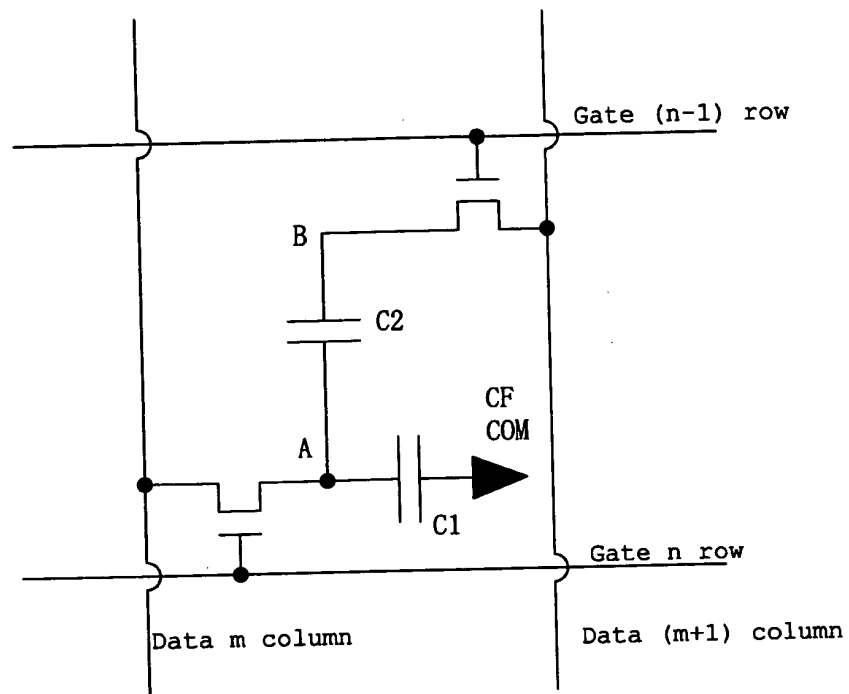 Gate (n-1) row
B
C2
CF
COM
A
C1
Gate n row
Data m column
Data (m+1) column